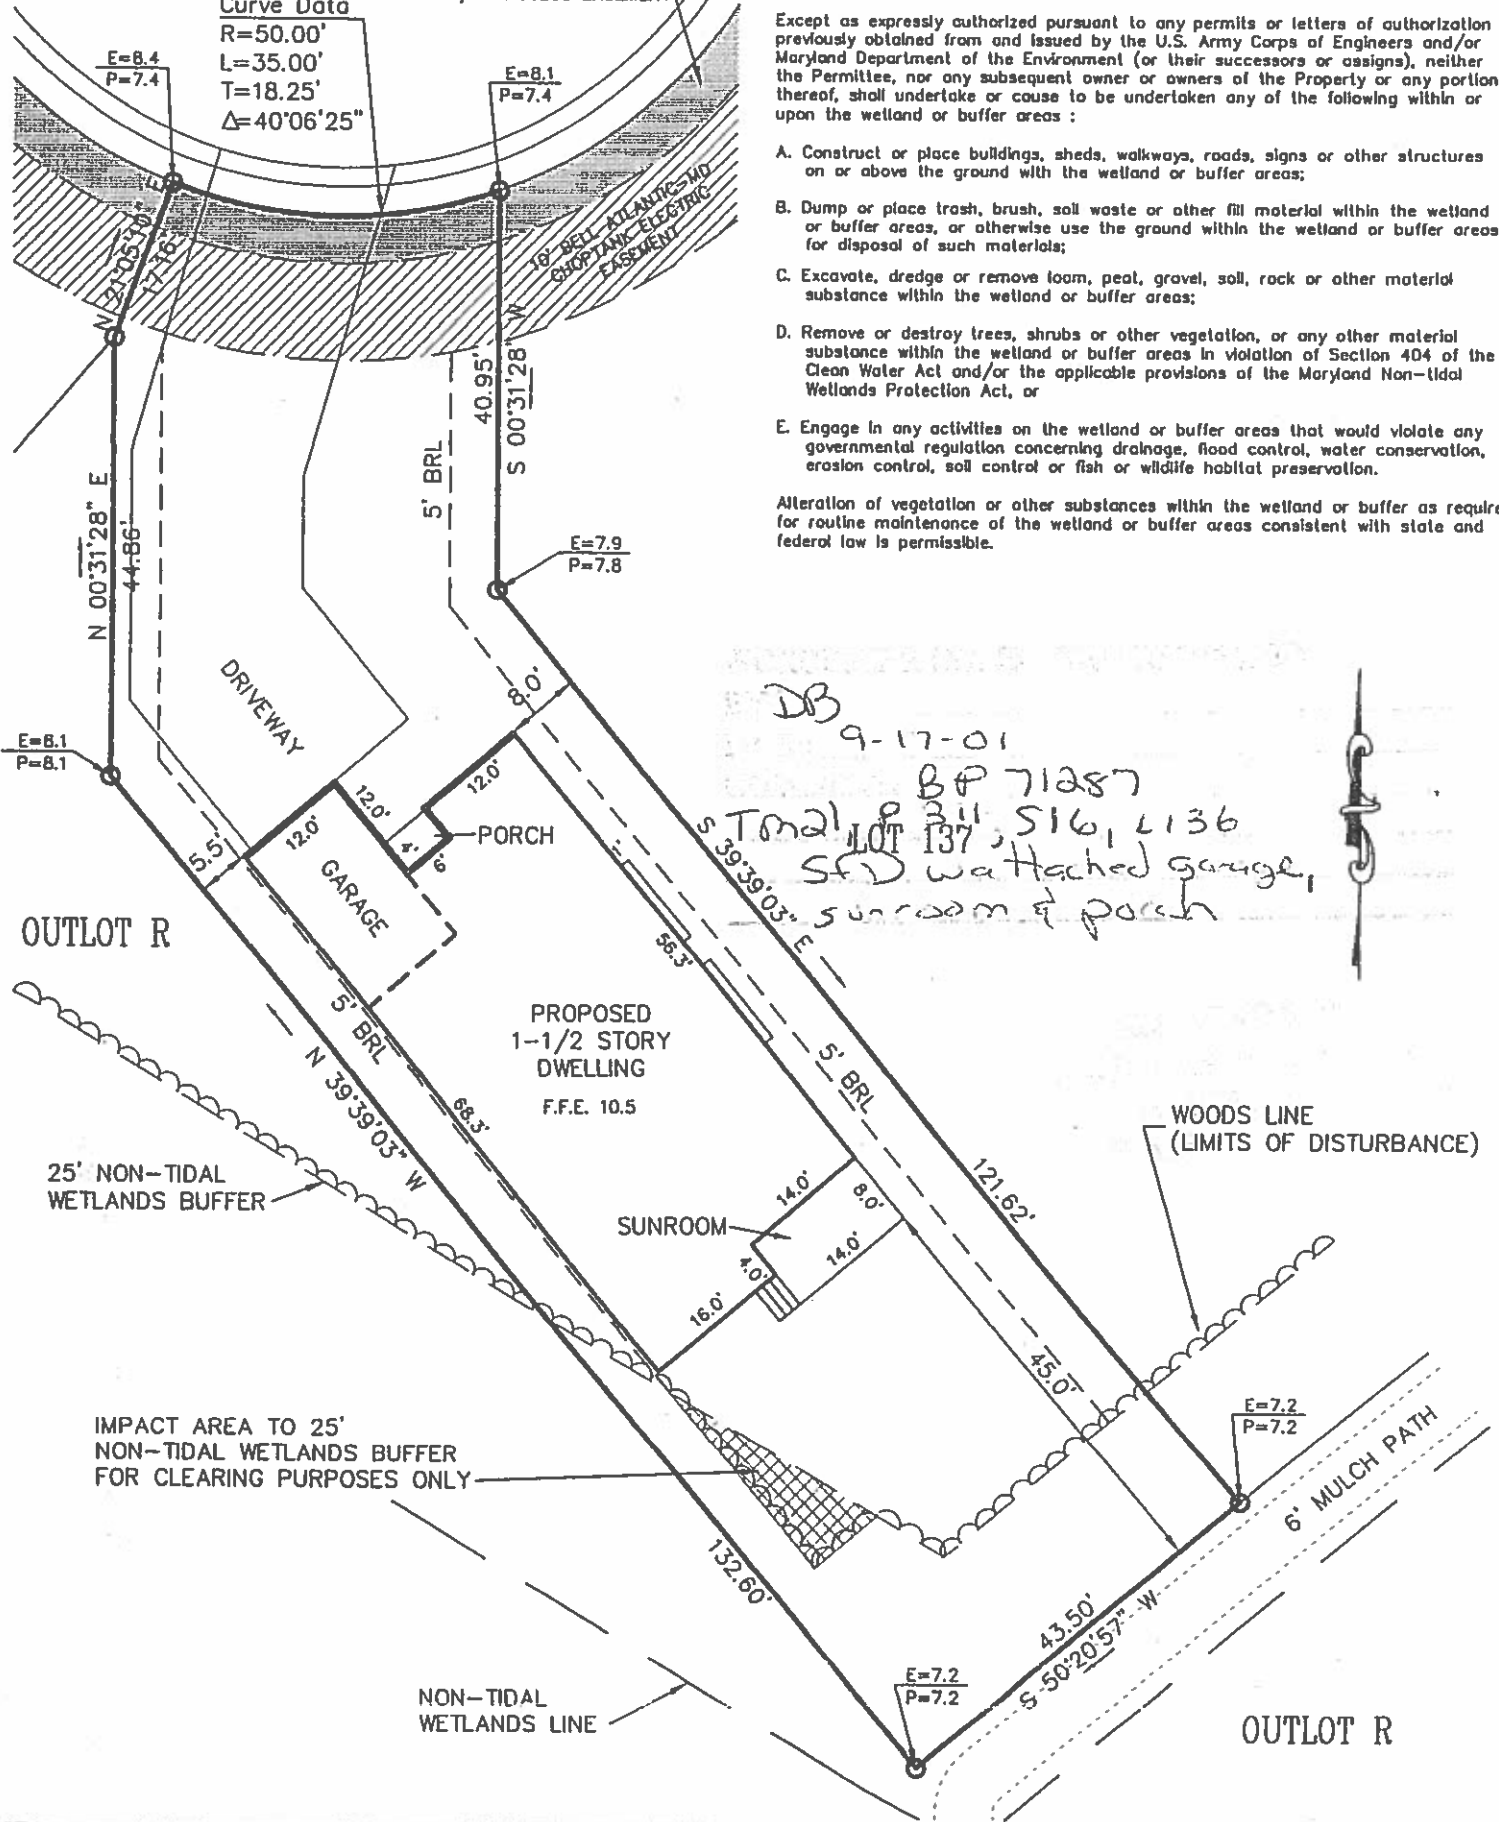 Curve Data
R=50.00'
L=35.00'
T=18.25'
Δ=40°06'25"
E=8.4
P=7.4
E=8.1
P=7.4
10' BELL ATLANTIC-MD
CHOPTANK ELECTRIC
EASEMENT
N 21°05'10" E
17.16'
N 00°31'28" E
44.86'
5' BRL
40.95'
S 00°31'28" W
E=7.9
P=7.8
E=8.1
P=8.1
DRIVEWAY
Except as expressly authorized pursuant to any permits or letters of authorization
previously obtained from and issued by the U.S. Army Corps of Engineers and/or
Maryland Department of the Environment (or their successors or assigns), neither
the Permittee, nor any subsequent owner or owners of the Property or any portion
thereof, shall undertake or cause to be undertaken any of the following within or
upon the wetland or buffer areas :
A. Construct or place buildings, sheds, walkways, roads, signs or other structures
on or above the ground with the wetland or buffer areas;
B. Dump or place trash, brush, soil waste or other fill material within the wetland
or buffer areas, or otherwise use the ground within the wetland or buffer areas
for disposal of such materials;
C. Excavate, dredge or remove loam, peat, gravel, soil, rock or other material
substance within the wetland or buffer areas;
D. Remove or destroy trees, shrubs or other vegetation, or any other material
substance within the wetland or buffer areas in violation of Section 404 of the
Clean Water Act and/or the applicable provisions of the Maryland Non-tidal
Wetlands Protection Act, or
E. Engage in any activities on the wetland or buffer areas that would violate any
governmental regulation concerning drainage, flood control, water conservation,
erosion control, soil control or fish or wildlife habitat preservation.
Alteration of vegetation or other substances within the wetland or buffer as require
for routine maintenance of the wetland or buffer areas consistent with state and
federal law is permissible.
DB
9-17-01
BP 71287
Tm21 P 311, S16, L136
LOT 137
SFD w attached garage,
sunroom & porch
8.0'
12.0'
12.0'
12.0'
4'
6'
PORCH
5.5'
GARAGE
OUTLOT R
S 39°39'03" E
56.3'
5' BRL
N 39°39'03" W
68.3'
PROPOSED
1-1/2 STORY
DWELLING
F.F.E. 10.5
5' BRL
121.62'
WOODS LINE
(LIMITS OF DISTURBANCE)
25' NON-TIDAL
WETLANDS BUFFER
SUNROOM
14.0'
8.0'
14.0'
4.0'
16.0'
45.0'
IMPACT AREA TO 25'
NON-TIDAL WETLANDS BUFFER
FOR CLEARING PURPOSES ONLY
E=7.2
P=7.2
6' MULCH PATH
132.60'
43.50'
S 50°20'57" W
E=7.2
P=7.2
NON-TIDAL
WETLANDS LINE
OUTLOT R